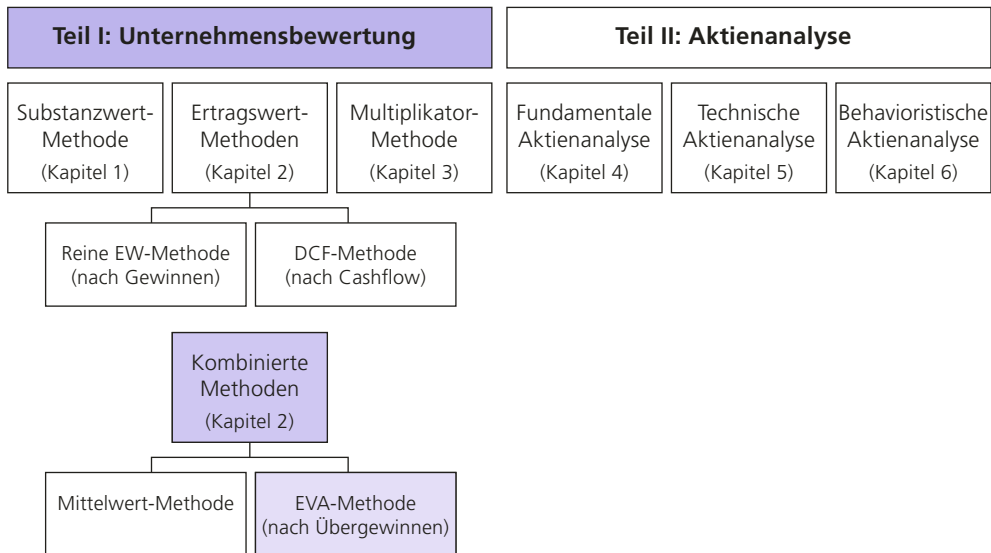 Teil I: Unternehmensbewertung
Teil II: Aktienanalyse
Substanzwert-
Methode
(Kapitel 1)
Ertragswert-
Methoden
(Kapitel 2)
Multiplikator-
Methode
(Kapitel 3)
Fundamentale
Aktienanalyse
(Kapitel 4)
Technische
Aktienanalyse
(Kapitel 5)
Behavioristische
Aktienanalyse
(Kapitel 6)
Reine EW-Methode
(nach Gewinnen)
DCF-Methode
(nach Cashflow)
Kombinierte
Methoden
(Kapitel 2)
Mittelwert-Methode
EVA-Methode
(nach Übergewinnen)